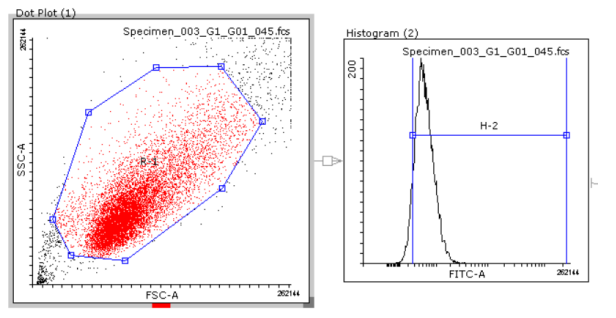 Dot Plot (1)
Specimen_003_G1_G01_045.fcs
262144
SSC-A
R-1
FSC-A
262144
Histogram (2)
Specimen_003_G1_G01_045.fcs
200
H-2
FITC-A
262144